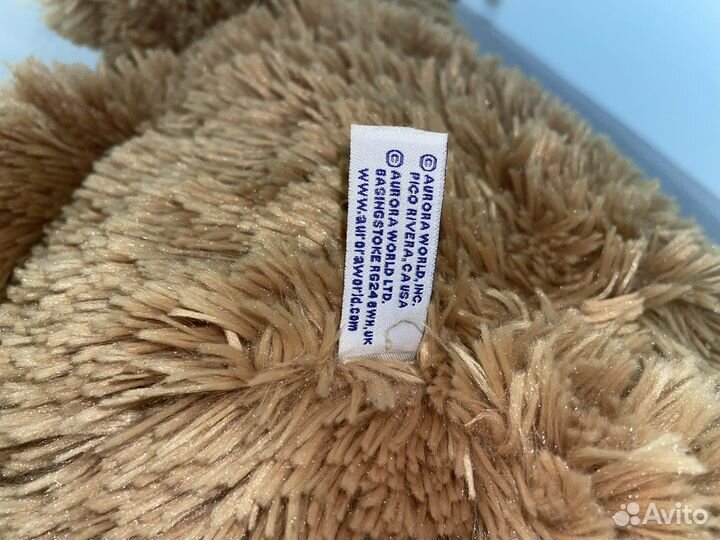 © AURORA WORLD, INC.
PICO RIVERA, CA USA
© AURORA WORLD LTD.
BASINGSTOKE RG24 8WH, UK
www.auroraworld.com
Avito